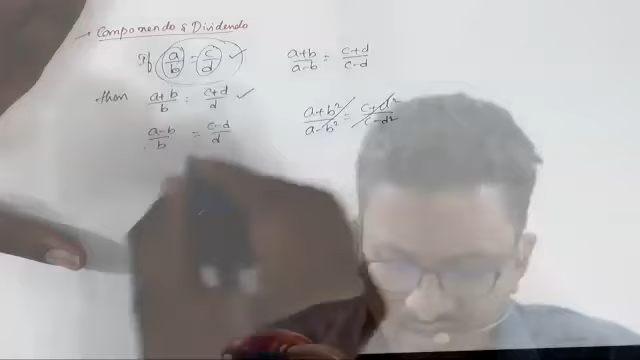 → Componendo & Dividendo
If a/b = c/d ✓
then a+b/b = c+d/d ✓
a-b/b = c-d/d
a+b/a-b = c+d/c-d
a+b²/a-b² = c+d²/c-d²